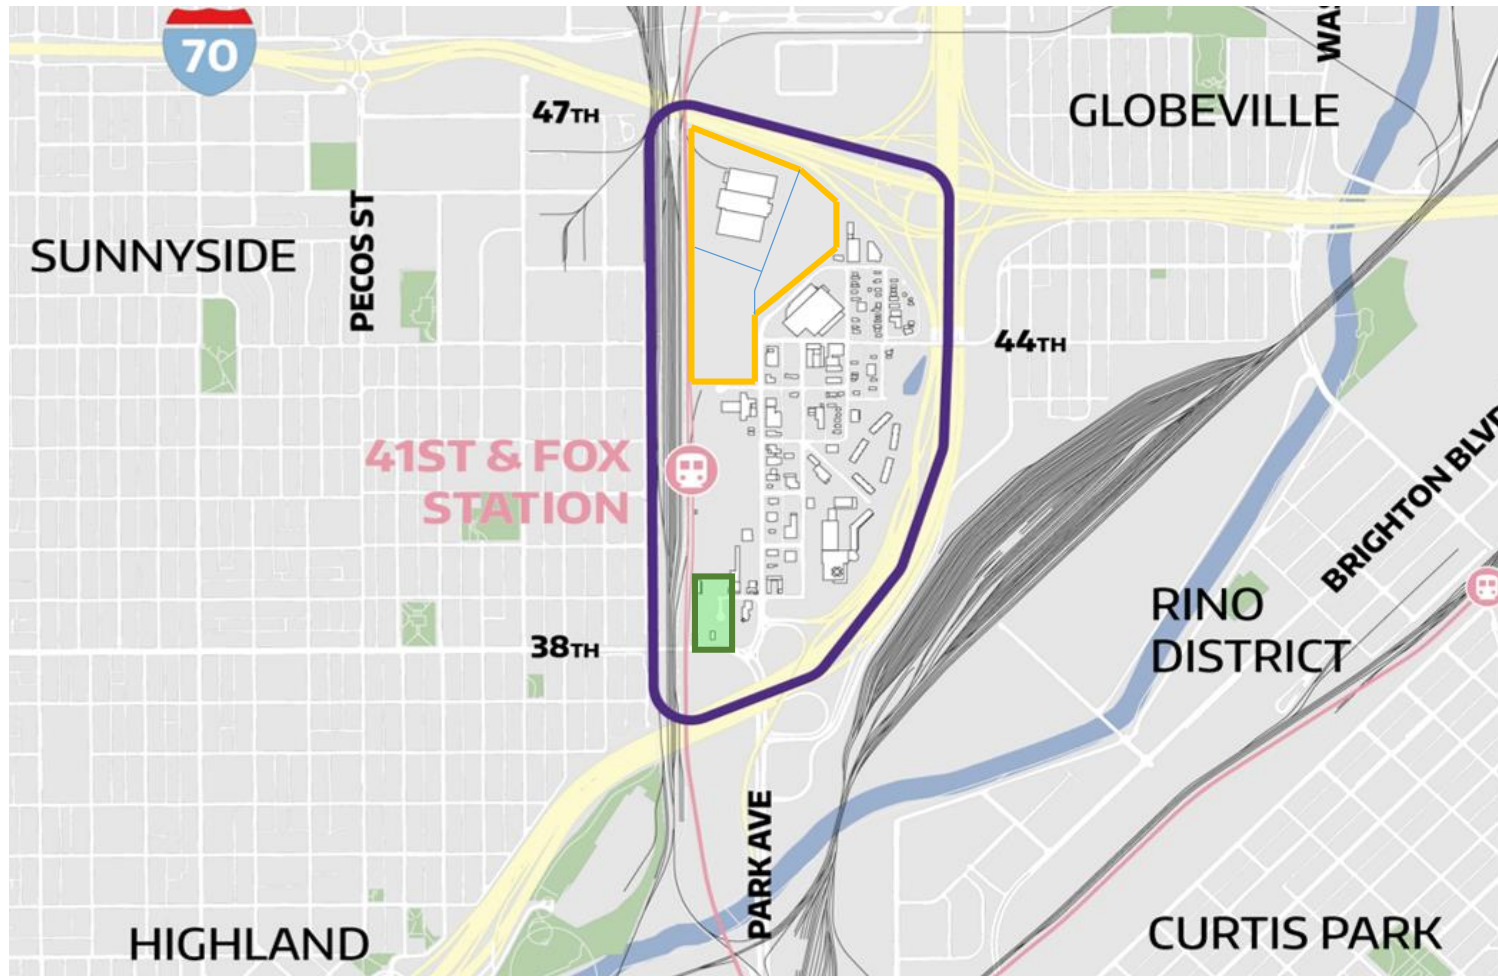 70
WAS
GLOBEVILLE
47TH
PECOS ST
SUNNYSIDE
44TH
41ST & FOX
STATION
BRIGHTON BLVD
RINO
DISTRICT
38TH
PARK AVE
HIGHLAND
CURTIS PARK